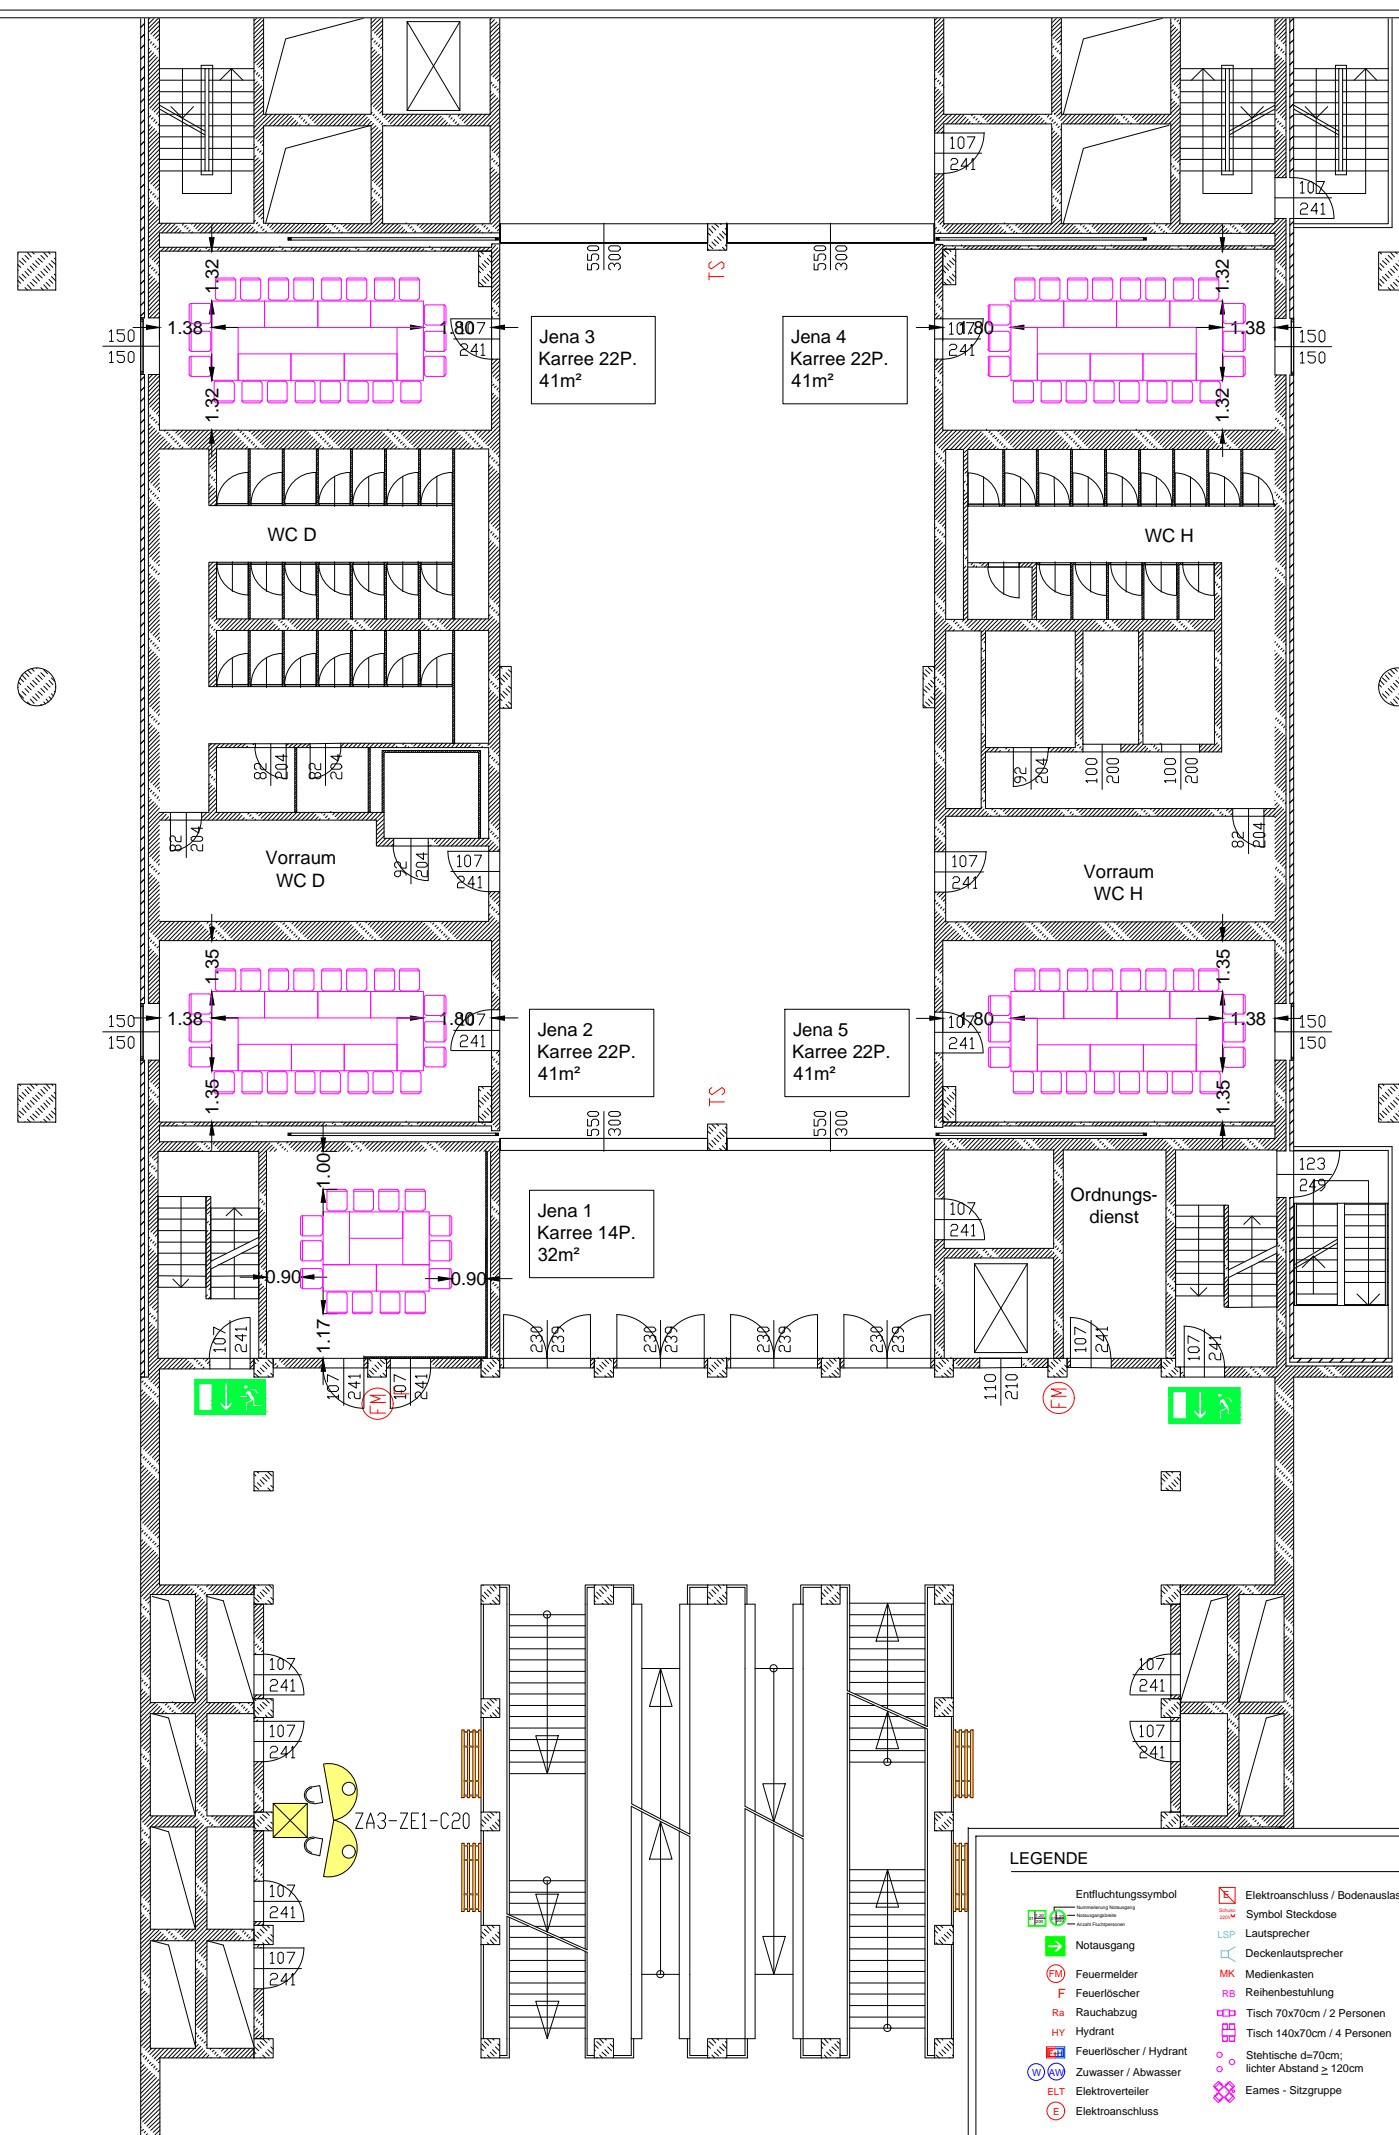 107
241
107
241
550
300
TS
550
300
1.32
1.38
1.80
107
241
1.32
150
150
Jena 3
Karree 22P.
41m²
Jena 4
Karree 22P.
41m²
1.32
1.80
107
241
1.38
1.32
150
150
WC D
WC H
82
204
82
204
92
204
100
200
100
200
82
204
92
204
107
241
107
241
82
204
Vorraum
WC D
Vorraum
WC H
1.35
1.38
1.80
107
241
1.35
150
150
Jena 2
Karree 22P.
41m²
Jena 5
Karree 22P.
41m²
1.35
1.80
107
241
1.38
1.35
150
150
550
300
TS
550
300
1.00
0.90
0.90
1.17
Jena 1
Karree 14P.
32m²
107
241
Ordnungs-
dienst
123
249
107
241
107
241
FM
107
241
230
239
230
239
230
239
230
239
110
210
FM
107
241
107
241
107
241
107
241
107
241
107
241
ZA3-ZE1-C20
107
241
107
241
LEGENDE
Entfluchtungssymbol
Nummerierung Notausgang
Notausgangsbreite
Anzahl Fluchtpersonen
Notausgang
FM Feuermelder
F Feuerlöscher
Ra Rauchabzug
HY Hydrant
Feuerlöscher / Hydrant
W AW Zuwasser / Abwasser
ELT Elektroverteiler
E Elektroanschluss
E Elektroanschluss / Bodenauslas
Symbol Steckdose
LSP Lautsprecher
Deckenlautsprecher
MK Medienkasten
RB Reihenbestuhlung
Tisch 70x70cm / 2 Personen
Tisch 140x70cm / 4 Personen
Stehtische d=70cm;
lichter Abstand ≥ 120cm
Eames - Sitzgruppe